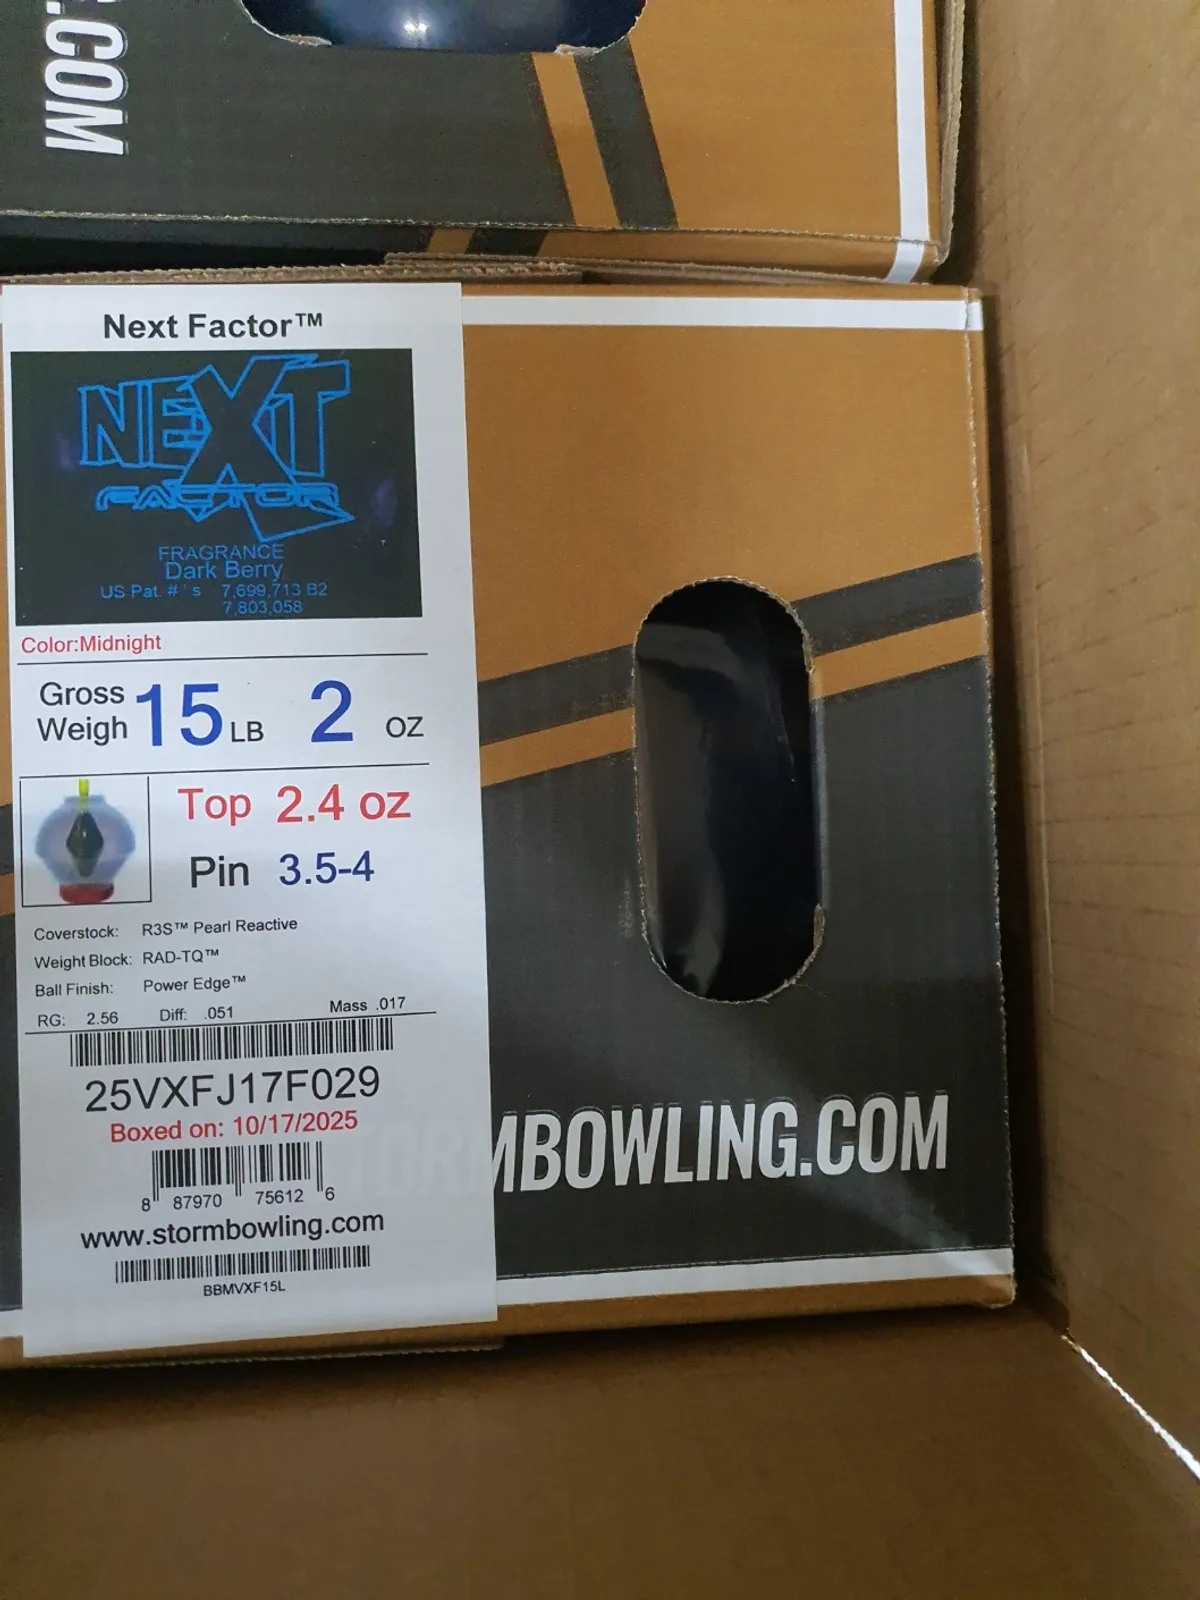 .COM
Next Factor™
NEXT
FACTOR
FRAGRANCE
Dark Berry
US Pat. # ' s 7,699,713 B2
7,803,058
Color:Midnight
Gross
Weigh 15 LB 2 oz
Top 2.4 oz
Pin 3.5-4
Coverstock: R3S™ Pearl Reactive
Weight Block: RAD-TQ™
Ball Finish: Power Edge™
RG: 2.56 Diff: .051 Mass .017
25VXFJ17F029
Boxed on: 10/17/2025
8 87970 75612 6
www.stormbowling.com
BBMVXF15L
STORMBOWLING.COM